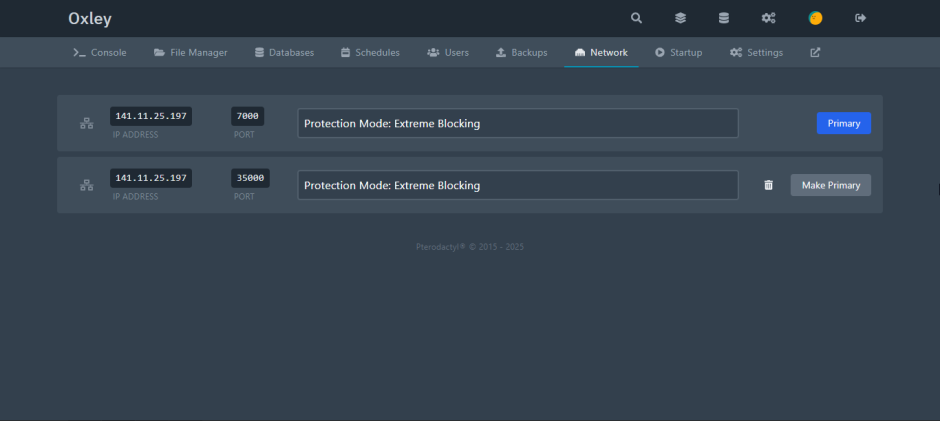 Oxley
Console File Manager Databases Schedules Users Backups Network Startup Settings
141.11.25.197 7000 Protection Mode: Extreme Blocking Primary
IP ADDRESS PORT
141.11.25.197 35000 Protection Mode: Extreme Blocking Make Primary
IP ADDRESS PORT
Pterodactyl® © 2015 - 2025